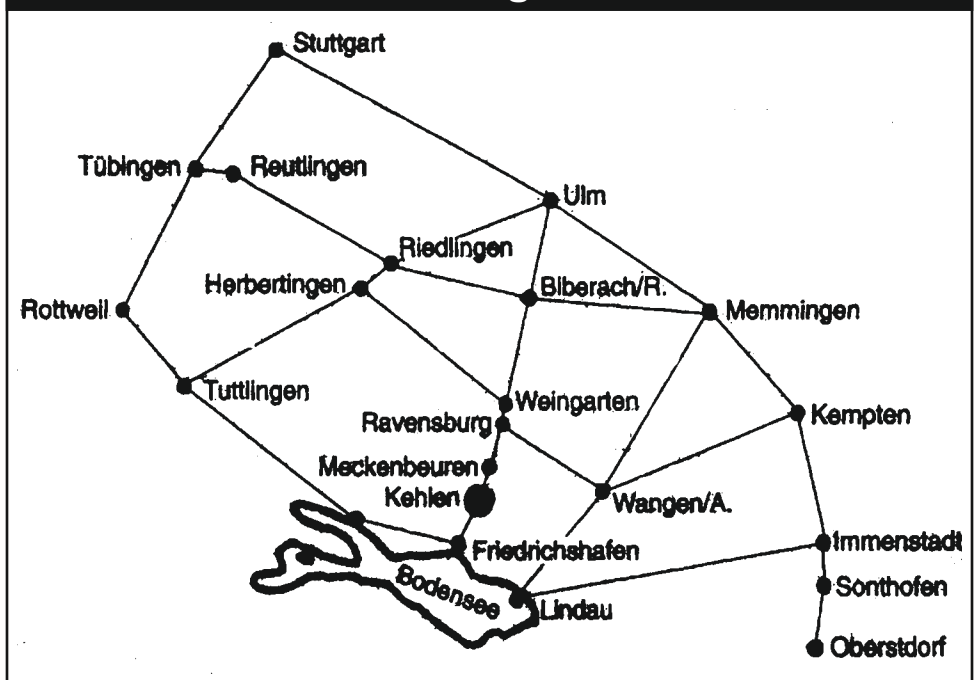 Stuttgart
Tübingen
Reutlingen
Ulm
Riedlingen
Herbertingen
Biberach/R.
Rottweil
Memmingen
Tuttlingen
Weingarten
Kempten
Ravensburg
Meckenbeuren
Kehlen
Wangen/A.
Immenstadt
Friedrichshafen
Bodensee
Sonthofen
Lindau
Oberstdorf